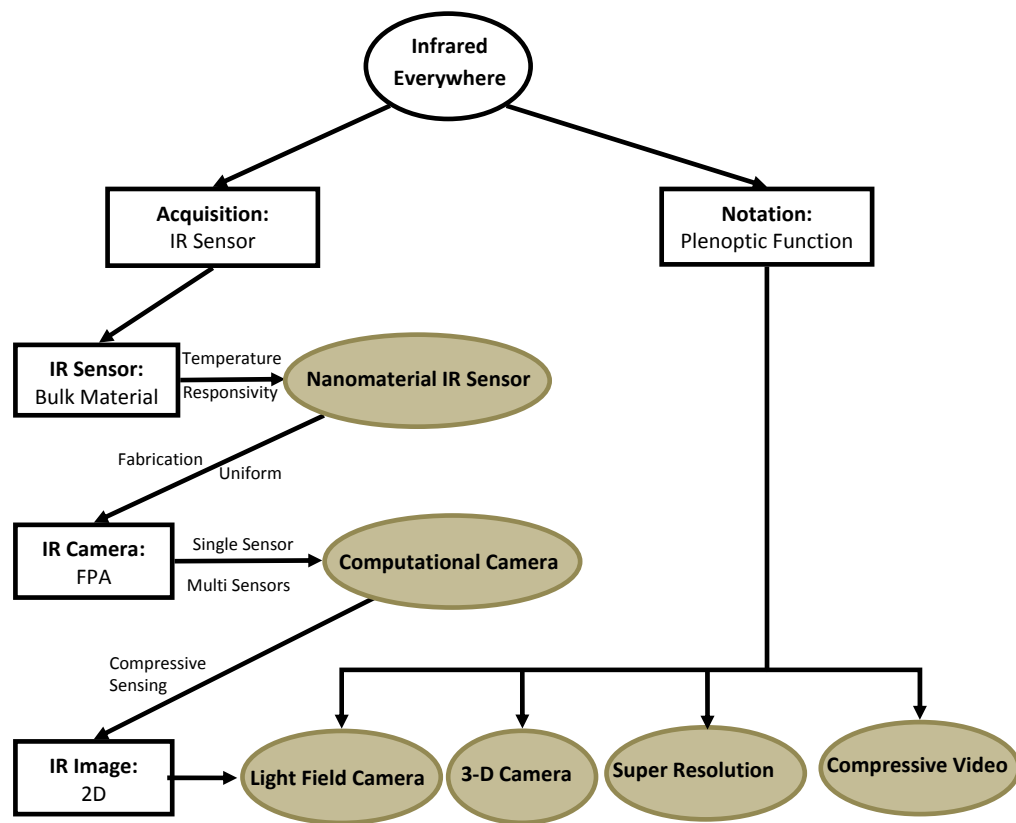 Infrared
Everywhere
Acquisition:
IR Sensor
Notation:
Plenoptic Function
IR Sensor:
Bulk Material
Temperature
Responsivity
Nanomaterial IR Sensor
Fabrication
Uniform
IR Camera:
FPA
Single Sensor
Multi Sensors
Computational Camera
Compressive
Sensing
IR Image:
2D
Light Field Camera
3-D Camera
Super Resolution
Compressive Video